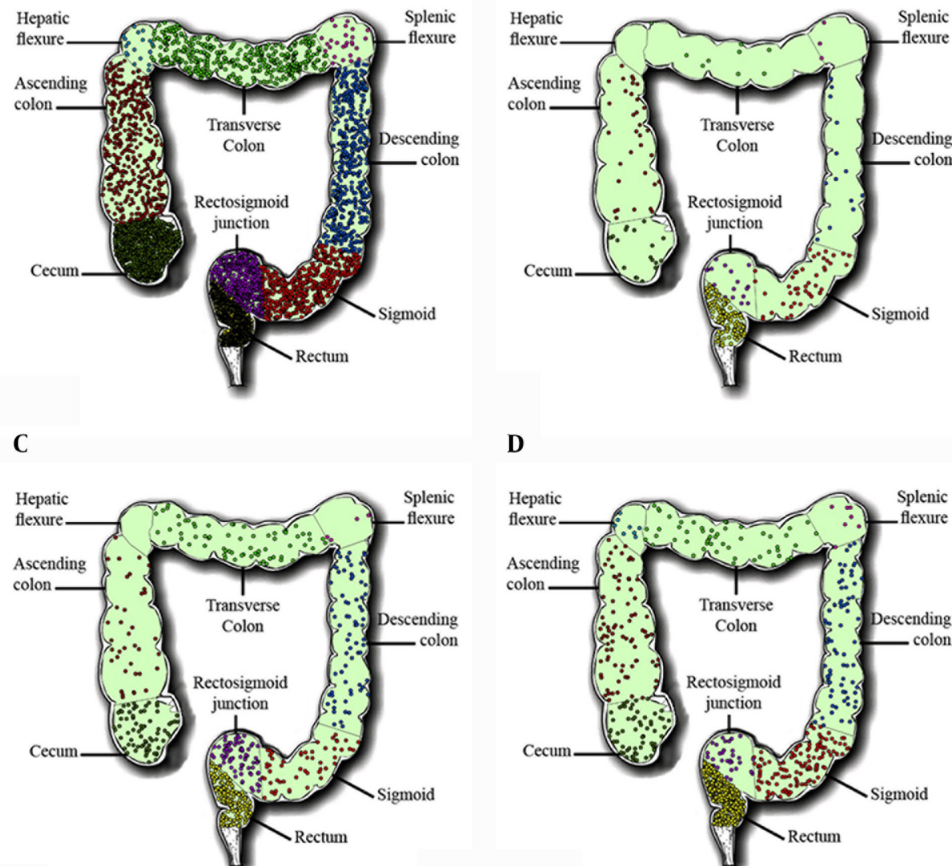 Hepatic
flexure
Splenic
flexure
Ascending
colon
Transverse
Colon
Descending
colon
Rectosigmoid
junction
Cecum
Sigmoid
Rectum
Hepatic
flexure
Splenic
flexure
Ascending
colon
Transverse
Colon
Descending
colon
Rectosigmoid
junction
Cecum
Sigmoid
Rectum
C
Hepatic
flexure
Splenic
flexure
Ascending
colon
Transverse
Colon
Descending
colon
Rectosigmoid
junction
Cecum
Sigmoid
Rectum
D
Hepatic
flexure
Splenic
flexure
Ascending
colon
Transverse
Colon
Descending
colon
Rectosigmoid
junction
Cecum
Sigmoid
Rectum